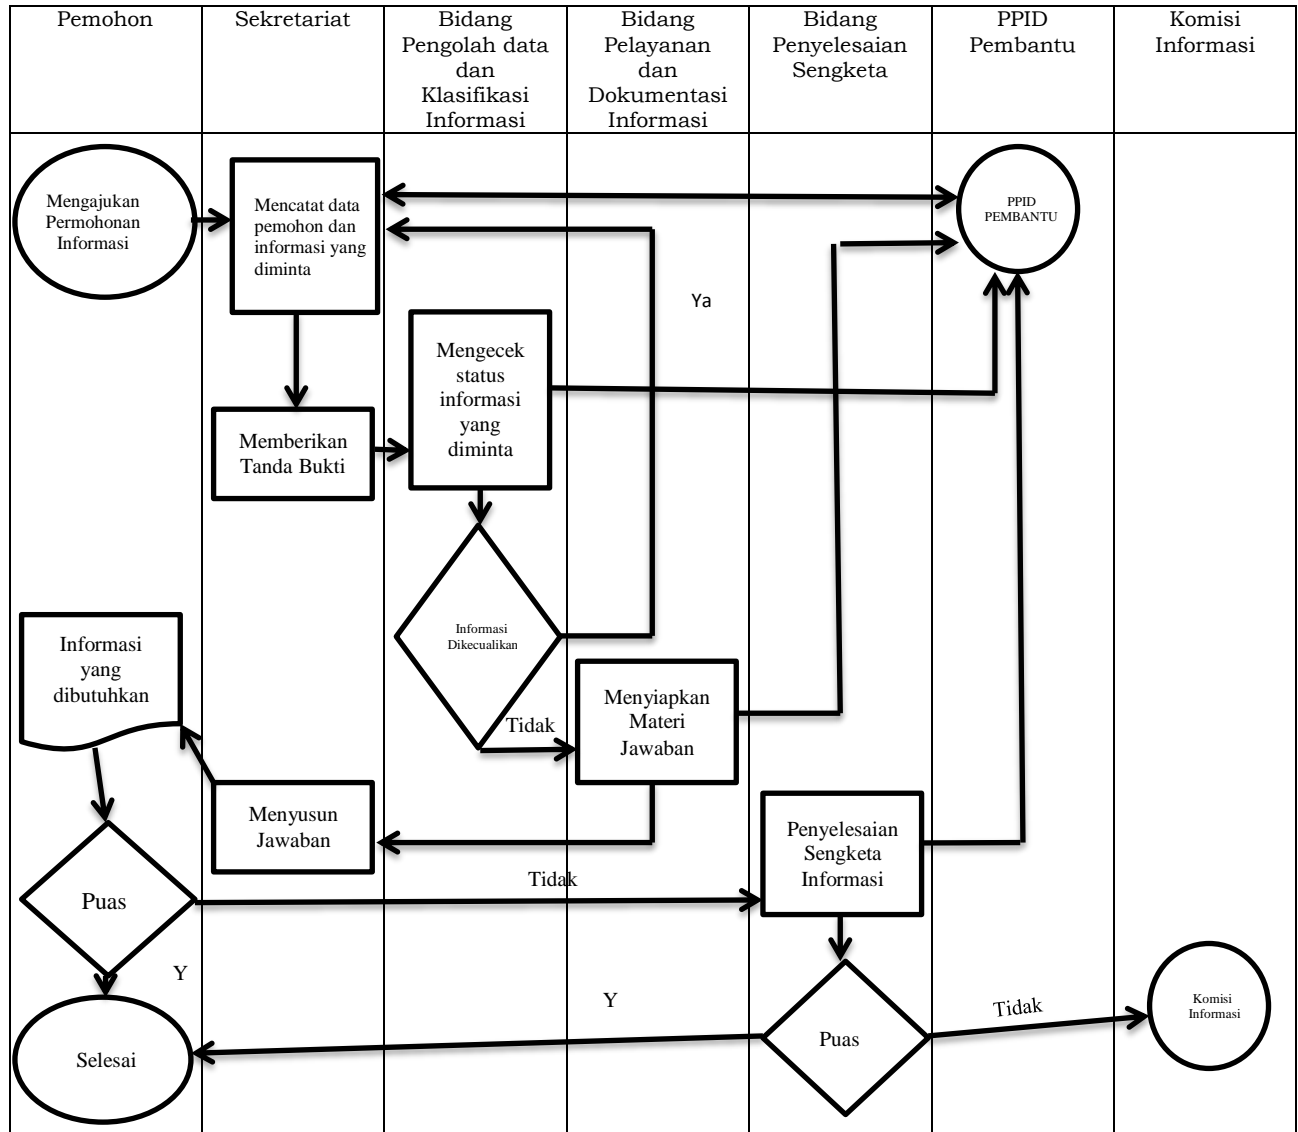 Pemohon
Sekretariat
Bidang
Pengolah data
dan
Klasifikasi
Informasi
Bidang
Pelayanan
dan
Dokumentasi
Informasi
Bidang
Penyelesaian
Sengketa
PPID
Pembantu
Komisi
Informasi
Mengajukan
Permohonan
Informasi
Mencatat data
pemohon dan
informasi yang
diminta
PPID
PEMBANTU
Ya
Mengecek
status
informasi
yang
diminta
Memberikan
Tanda Bukti
Informasi
Dikecualikan
Informasi
yang
dibutuhkan
Tidak
Menyiapkan
Materi
Jawaban
Menyusun
Jawaban
Penyelesaian
Sengketa
Informasi
Tidak
Puas
Y
Y
Tidak
Komisi
Informasi
Puas
Selesai